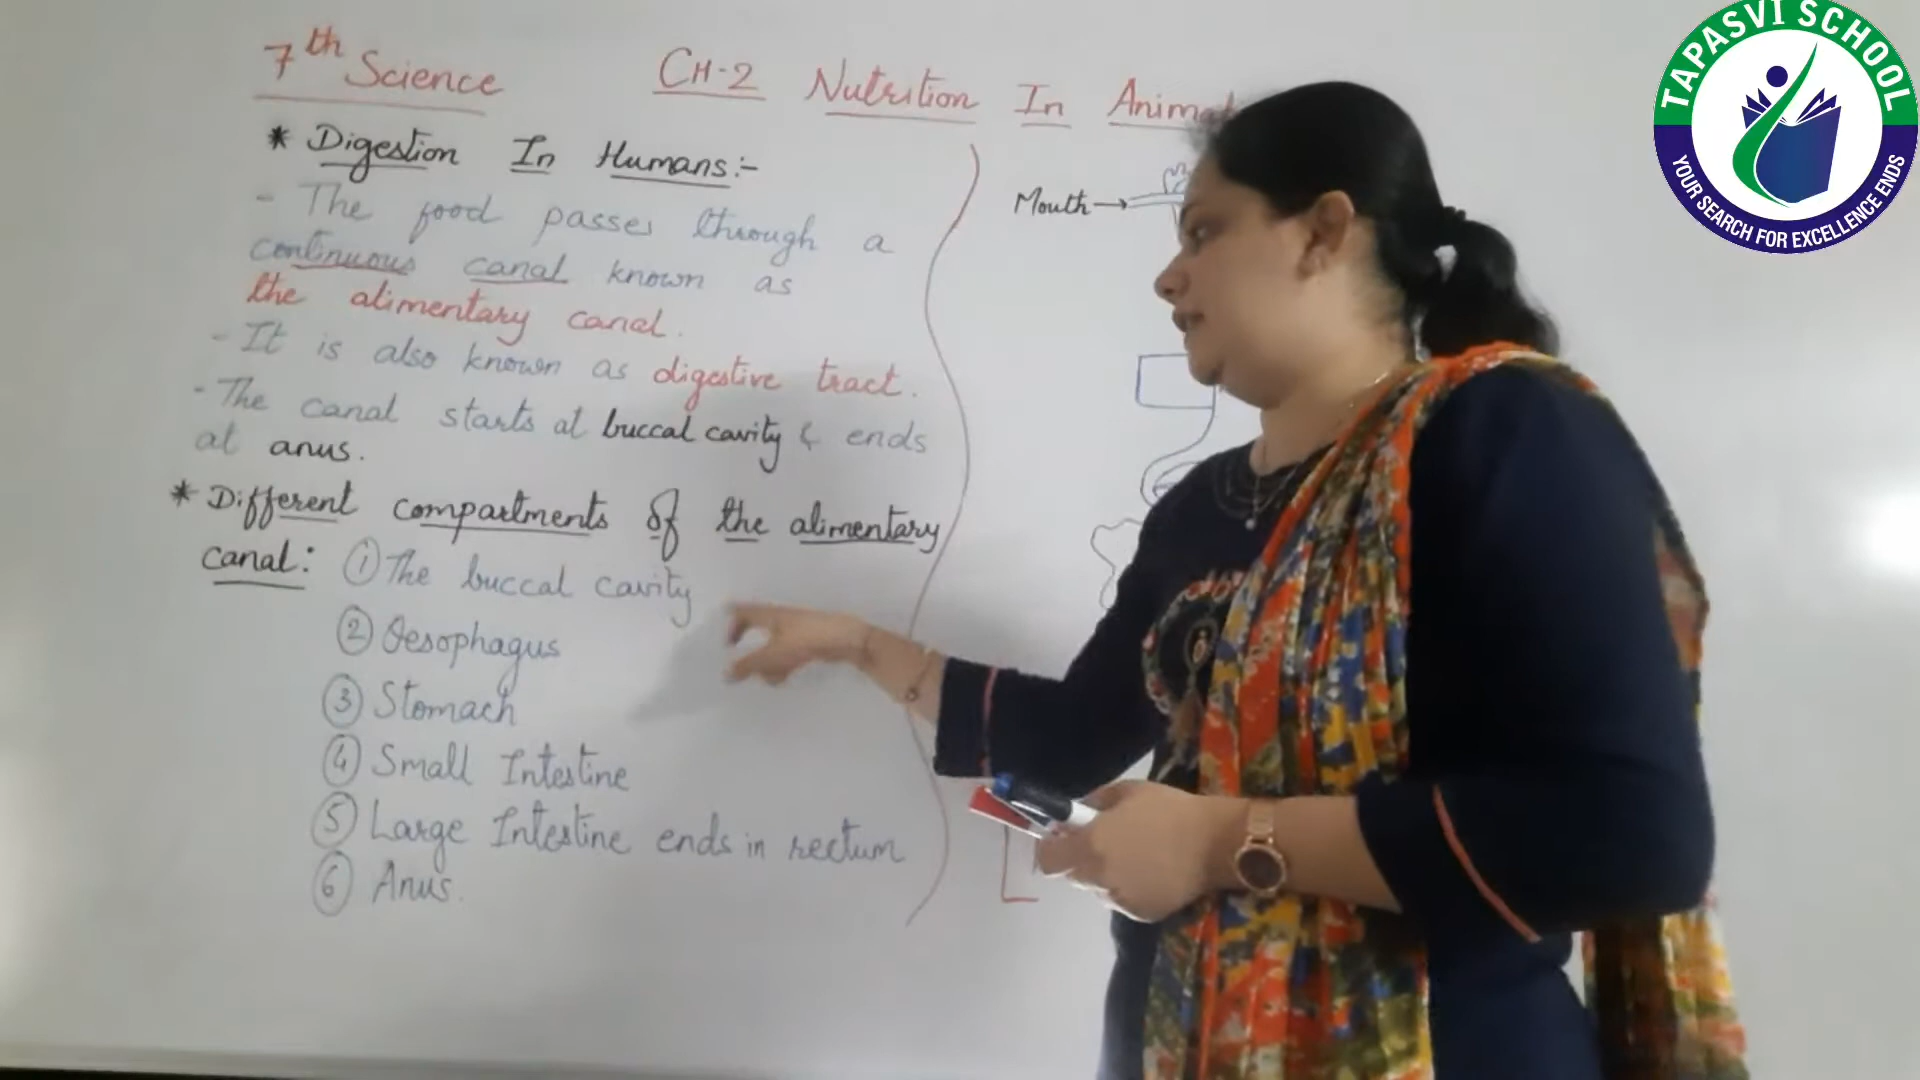 7th Science CH-2 Nutrition In Animal
* Digestion In Humans:-
- The food passes through a
continuous canal known as
the alimentary canal.
- It is also known as digestive tract.
- The canal starts at buccal cavity & ends
at anus.
* Different compartments of the alimentary
canal: ① The buccal cavity
② Oesophagus
③ Stomach
④ Small Intestine
⑤ Large Intestine ends in rectum
⑥ Anus.
Mouth →
TAPASVI SCHOOL
YOUR SEARCH FOR EXCELLENCE ENDS